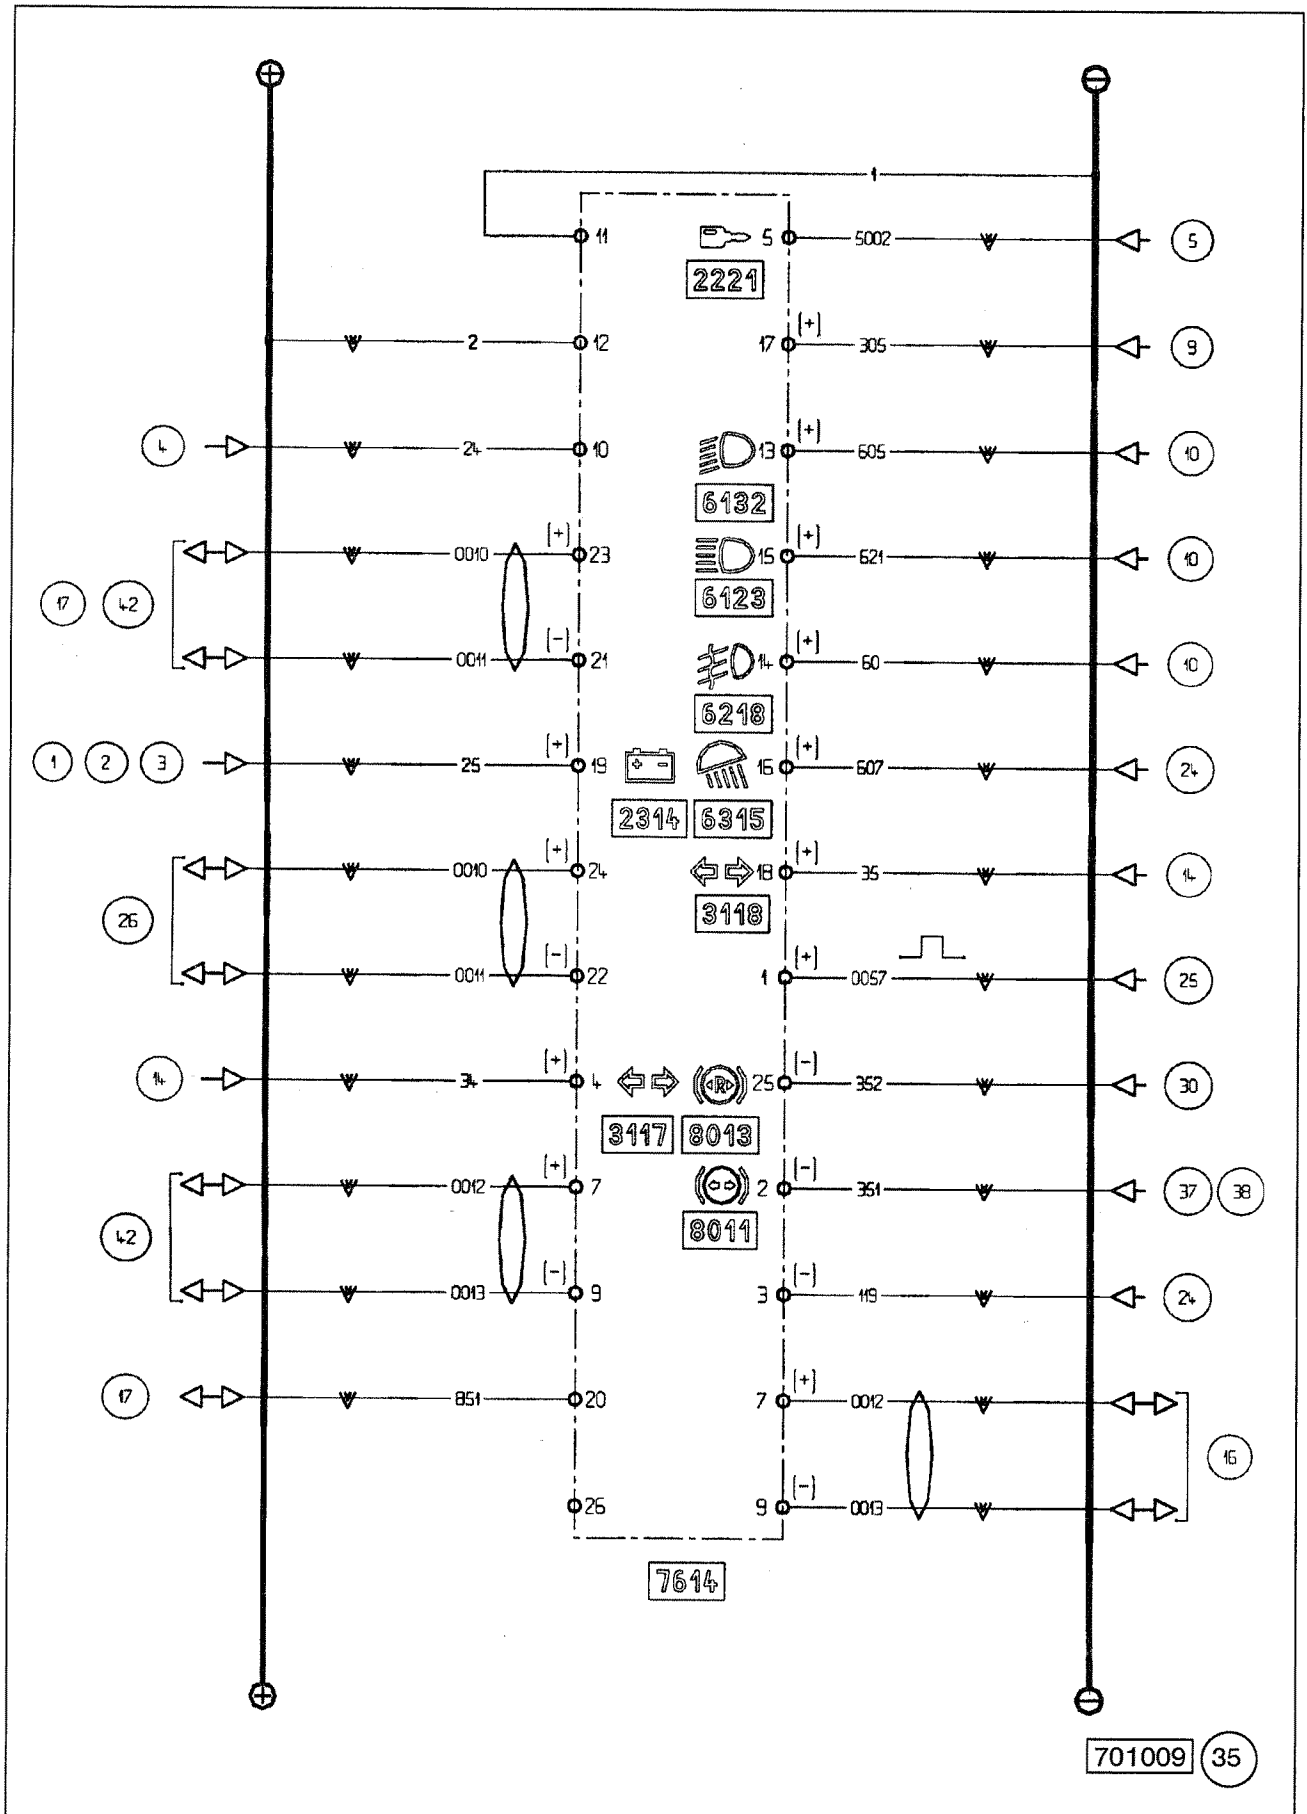 1
11 5 5002 5
2221
2 12 17 [+] 305 9
4 24 10 13 [+] 605 10
6132
0010 [+] 23 15 [+] 621 10
17 42
6123
0011 [-] 21 14 [+] 60 10
6218
1 2 3 25 [+] 19 + - 16 [+] 607 24
2314 6315
0010 [+] 24 18 [+] 35 14
26
3118
0011 [-] 22 1 [+] 0057 25
14 34 [+] 4 R 25 [-] 352 30
3117 8013
0012 [+] 7 2 [-] 351 37 38
42
8011
0013 [-] 9 3 [-] 119 24
17 851 20 7 [+] 0012
16
26 9 [-] 0013
7614
701009 35